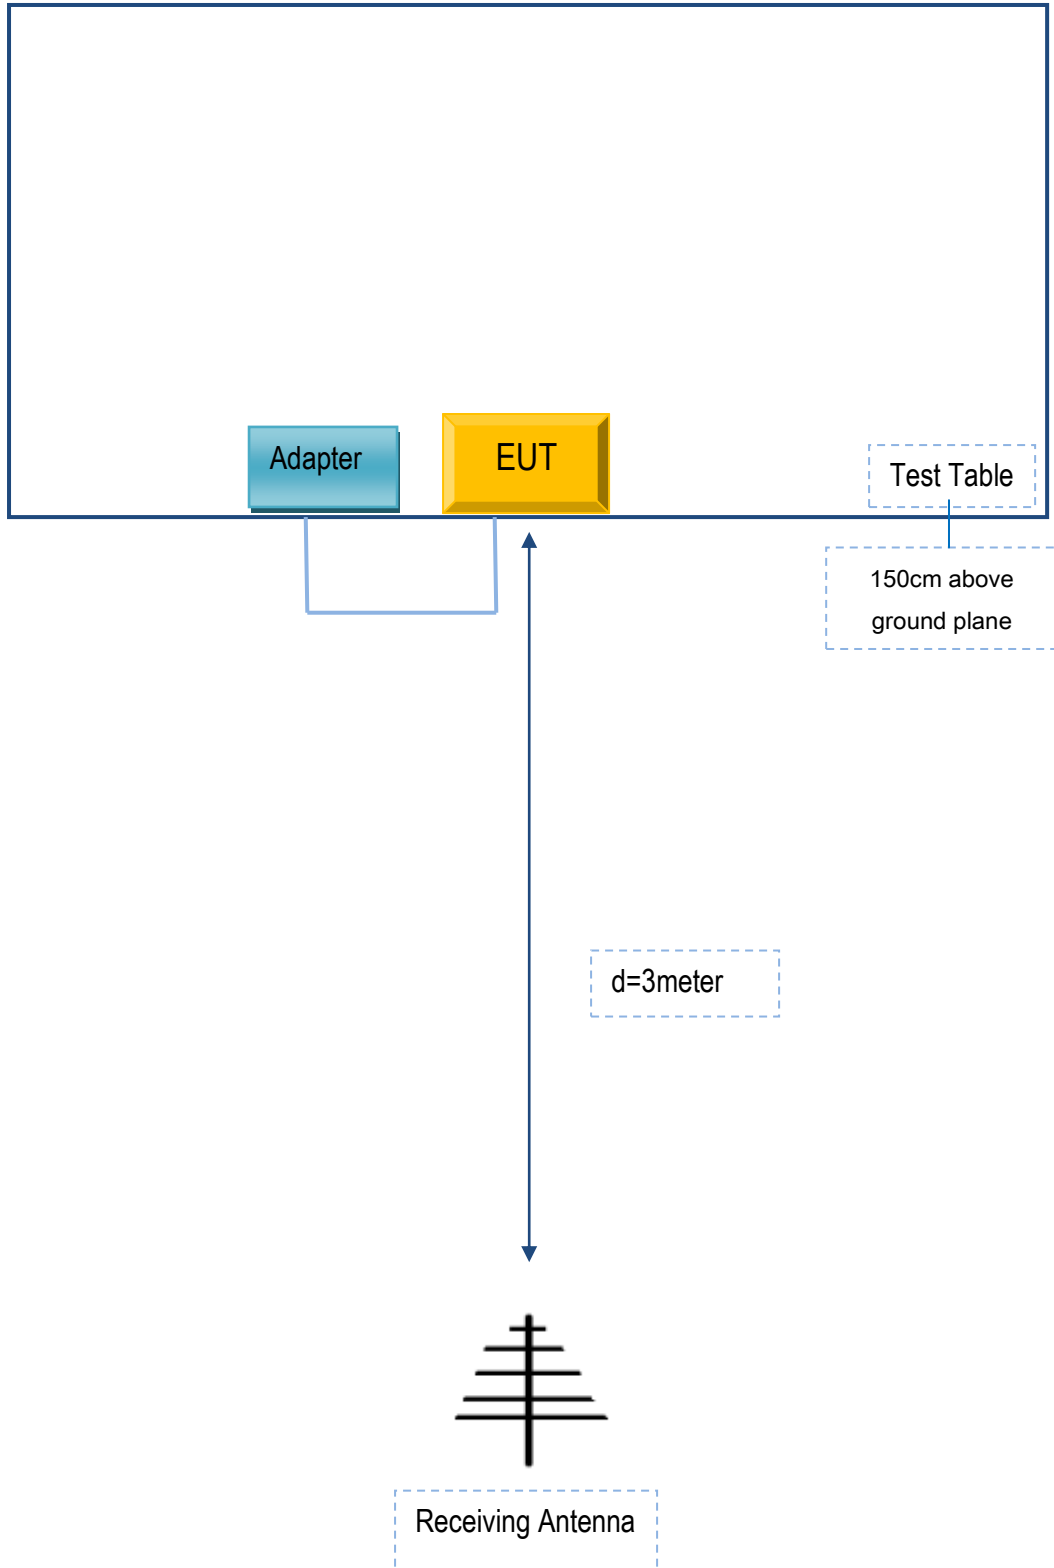 Adapter
EUT
Test Table
150cm above
ground plane
d=3meter
Receiving Antenna